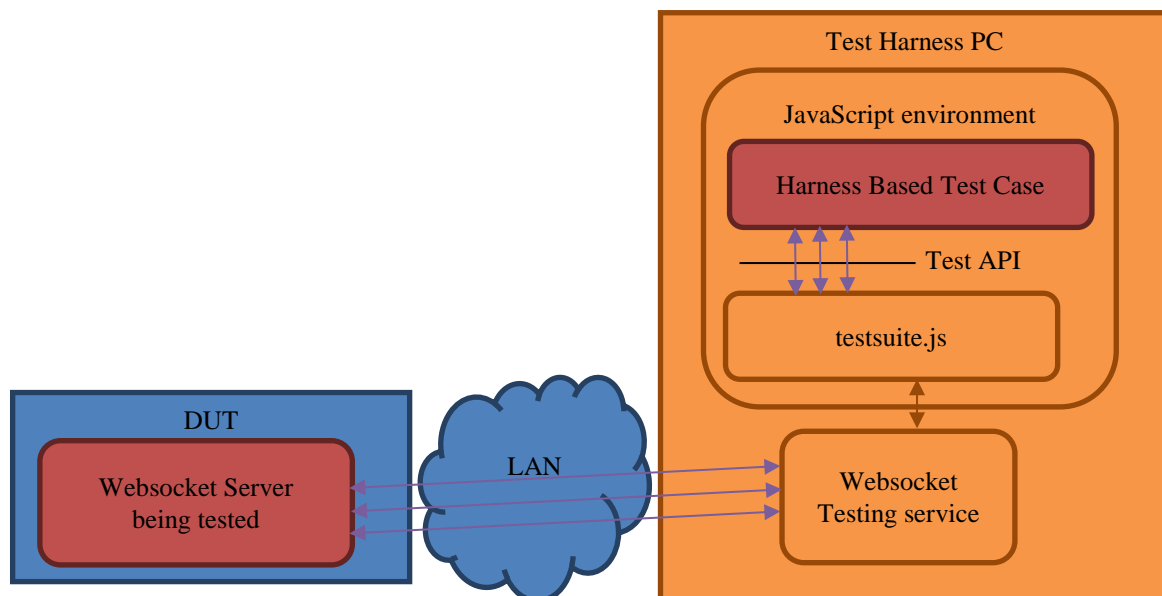 Test Harness PC
JavaScript environment
Harness Based Test Case
Test API
testsuite.js
DUT
Websocket Server
being tested
LAN
Websocket
Testing service